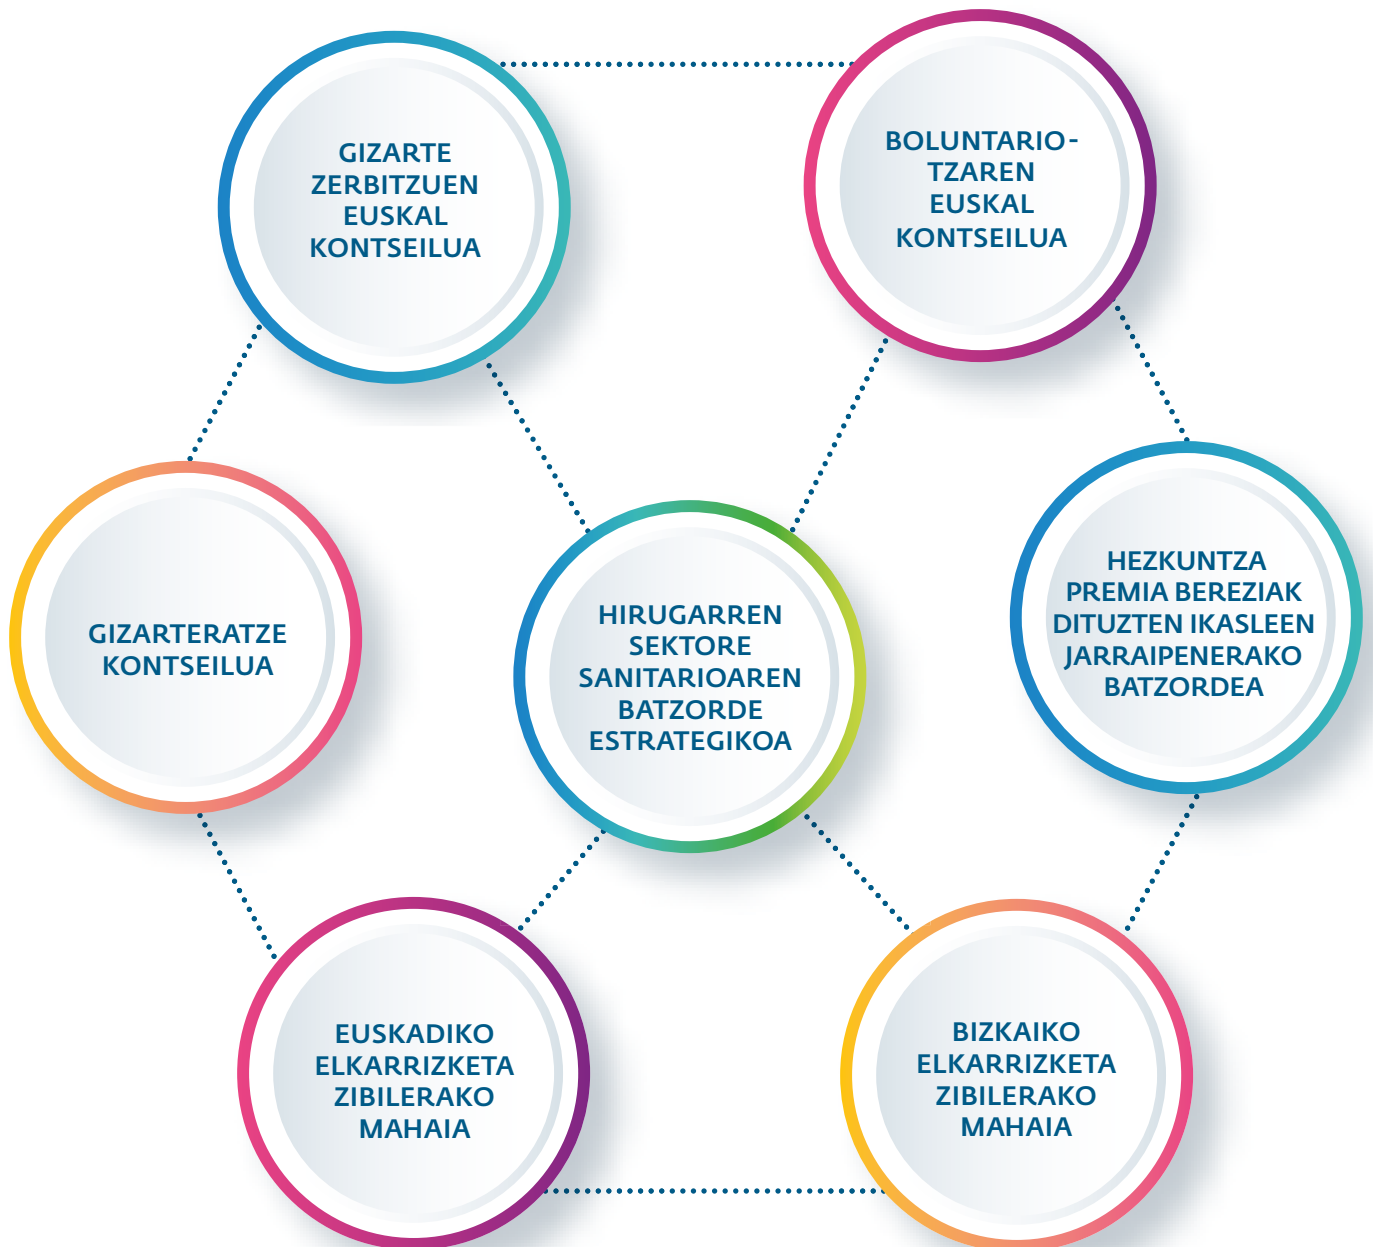 GIZARTE
ZERBITZUEN
EUSKAL
KONTSEILUA
BOLUNTARIO-
TZAREN
EUSKAL
KONTSEILUA
GIZARTERATZE
KONTSEILUA
HIRUGARREN
SEKTORE
SANITARIOAREN
BATZORDE
ESTRATEGIKOA
HEZKUNTZA
PREMIA BEREZIAK
DITUZTEN IKASLEEN
JARRAIPENERAKO
BATZORDEA
EUSKADIKO
ELKARRIZKETA
ZIBILERAKO
MAHAIA
BIZKAIKO
ELKARRIZKETA
ZIBILERAKO
MAHAIA